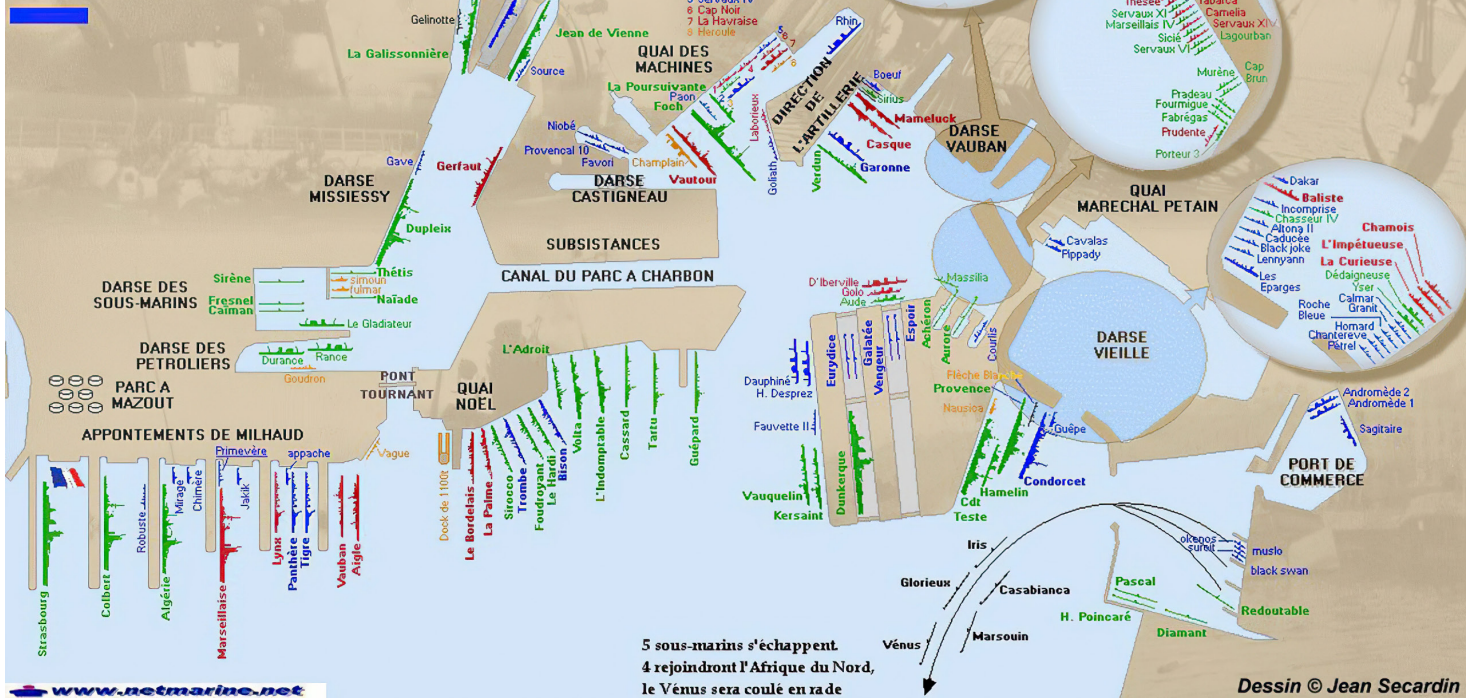 6 Cap Noir
7 La Havraise
8 Heroule
Gelinotte
La Galissonnière
Jean de Vienne
Source
QUAI DES
MACHINES
La Poursuivante
Paon
Foch
Laborieux
Rhin
DIRECTION
DE
L'ARTILLERIE
Boeuf
Sirius
Mameluck
Casque
Garonne
Verdun
Goliath
Niobé
Provencal 10
Favori
Champlain
Vautour
DARSE
CASTIGNEAU
DARSE
VAUBAN
Servaux XI
Marseillais IV
Sicié
Servaux VI
Camelia
Servaux XIV
Lagourban
Murène
Cap
Brun
Pradeau
Fourmigue
Fabrégas
Prudente
Porteur 3
Gave
Gerfaut
DARSE
MISSIESSY
Dupleix
SUBSISTANCES
CANAL DU PARC A CHARBON
QUAI
MARECHAL PETAIN
Cavalas
Pippady
Dakar
Baliste
Incomprise
Chasseur IV
Altona II
Caducée
Black joke
Lennyann
Les
Eparges
Chamois
L'Impétueuse
La Curieuse
Dédaigneuse
Yser
Calmar
Granit
Roche
Bleue
Hornard
Chantereve
Pétrel
Sirène
Thétis
simoun
fulmar
Naïade
Fresnel
Caïman
DARSE DES
SOUS-MARINS
Le Gladiateur
DARSE DES
PETROLIERS
Durance
Rance
Goudron
PARC A
MAZOUT
PONT
TOURNANT
QUAI
NOËL
L'Adroit
D'Iberville
Golo
Aude
Massilia
Eurydice
Galatée
Vengeur
Espoir
Achéron
Aurore
Courlis
DARSE
VIEILLE
Dauphiné
H. Desprez
Fauvette II
Flèche Blanche
Provence
Nausica
Guêpe
Condorcet
Dunkerque
Vauquelin
Kersaint
Cdt
Teste
Hamelin
Andromède 2
Andromède 1
Sagitaire
PORT DE
COMMERCE
APPONTEMENTS DE MILHAUD
Primevère
appache
Vague
Strasbourg
Colbert
Robuste
Algérie
Mirage
Chimère
Marseillaise
Jakik
Lynx
Panthère
Tigre
Vauban
Aigle
Dock de 1100t
Le Bordelais
La Palme
Sirocco
Trombe
Foudroyant
Le Hardi
Bison
Volta
L'Indomptable
Cassard
Tartu
Guépard
Iris
Glorieux
Casabianca
Vénus
Marsouin
okenos
suroit
muslo
black swan
Pascal
H. Poincaré
Diamant
Redoutable
5 sous-marins s'échappent.
4 rejoindront l'Afrique du Nord,
le Vénus sera coulé en rade
www.netmarine.net
Dessin © Jean Secardin